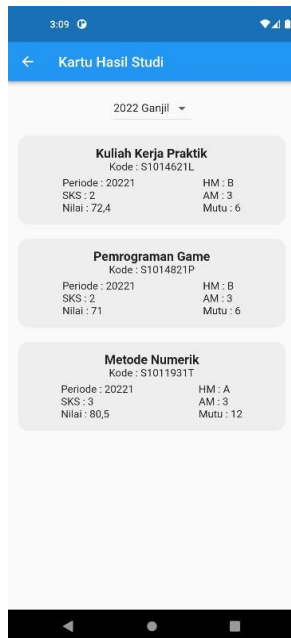 3:09
Kartu Hasil Studi
2022 Ganjil
Kuliah Kerja Praktik
Kode : S1014621L
Periode : 20221 HM : B
SKS : 2 AM : 3
Nilai : 72,4 Mutu : 6
Pemrograman Game
Kode : S1014821P
Periode : 20221 HM : B
SKS : 2 AM : 3
Nilai : 71 Mutu : 6
Metode Numerik
Kode : S1011931T
Periode : 20221 HM : A
SKS : 3 AM : 3
Nilai : 80,5 Mutu : 12